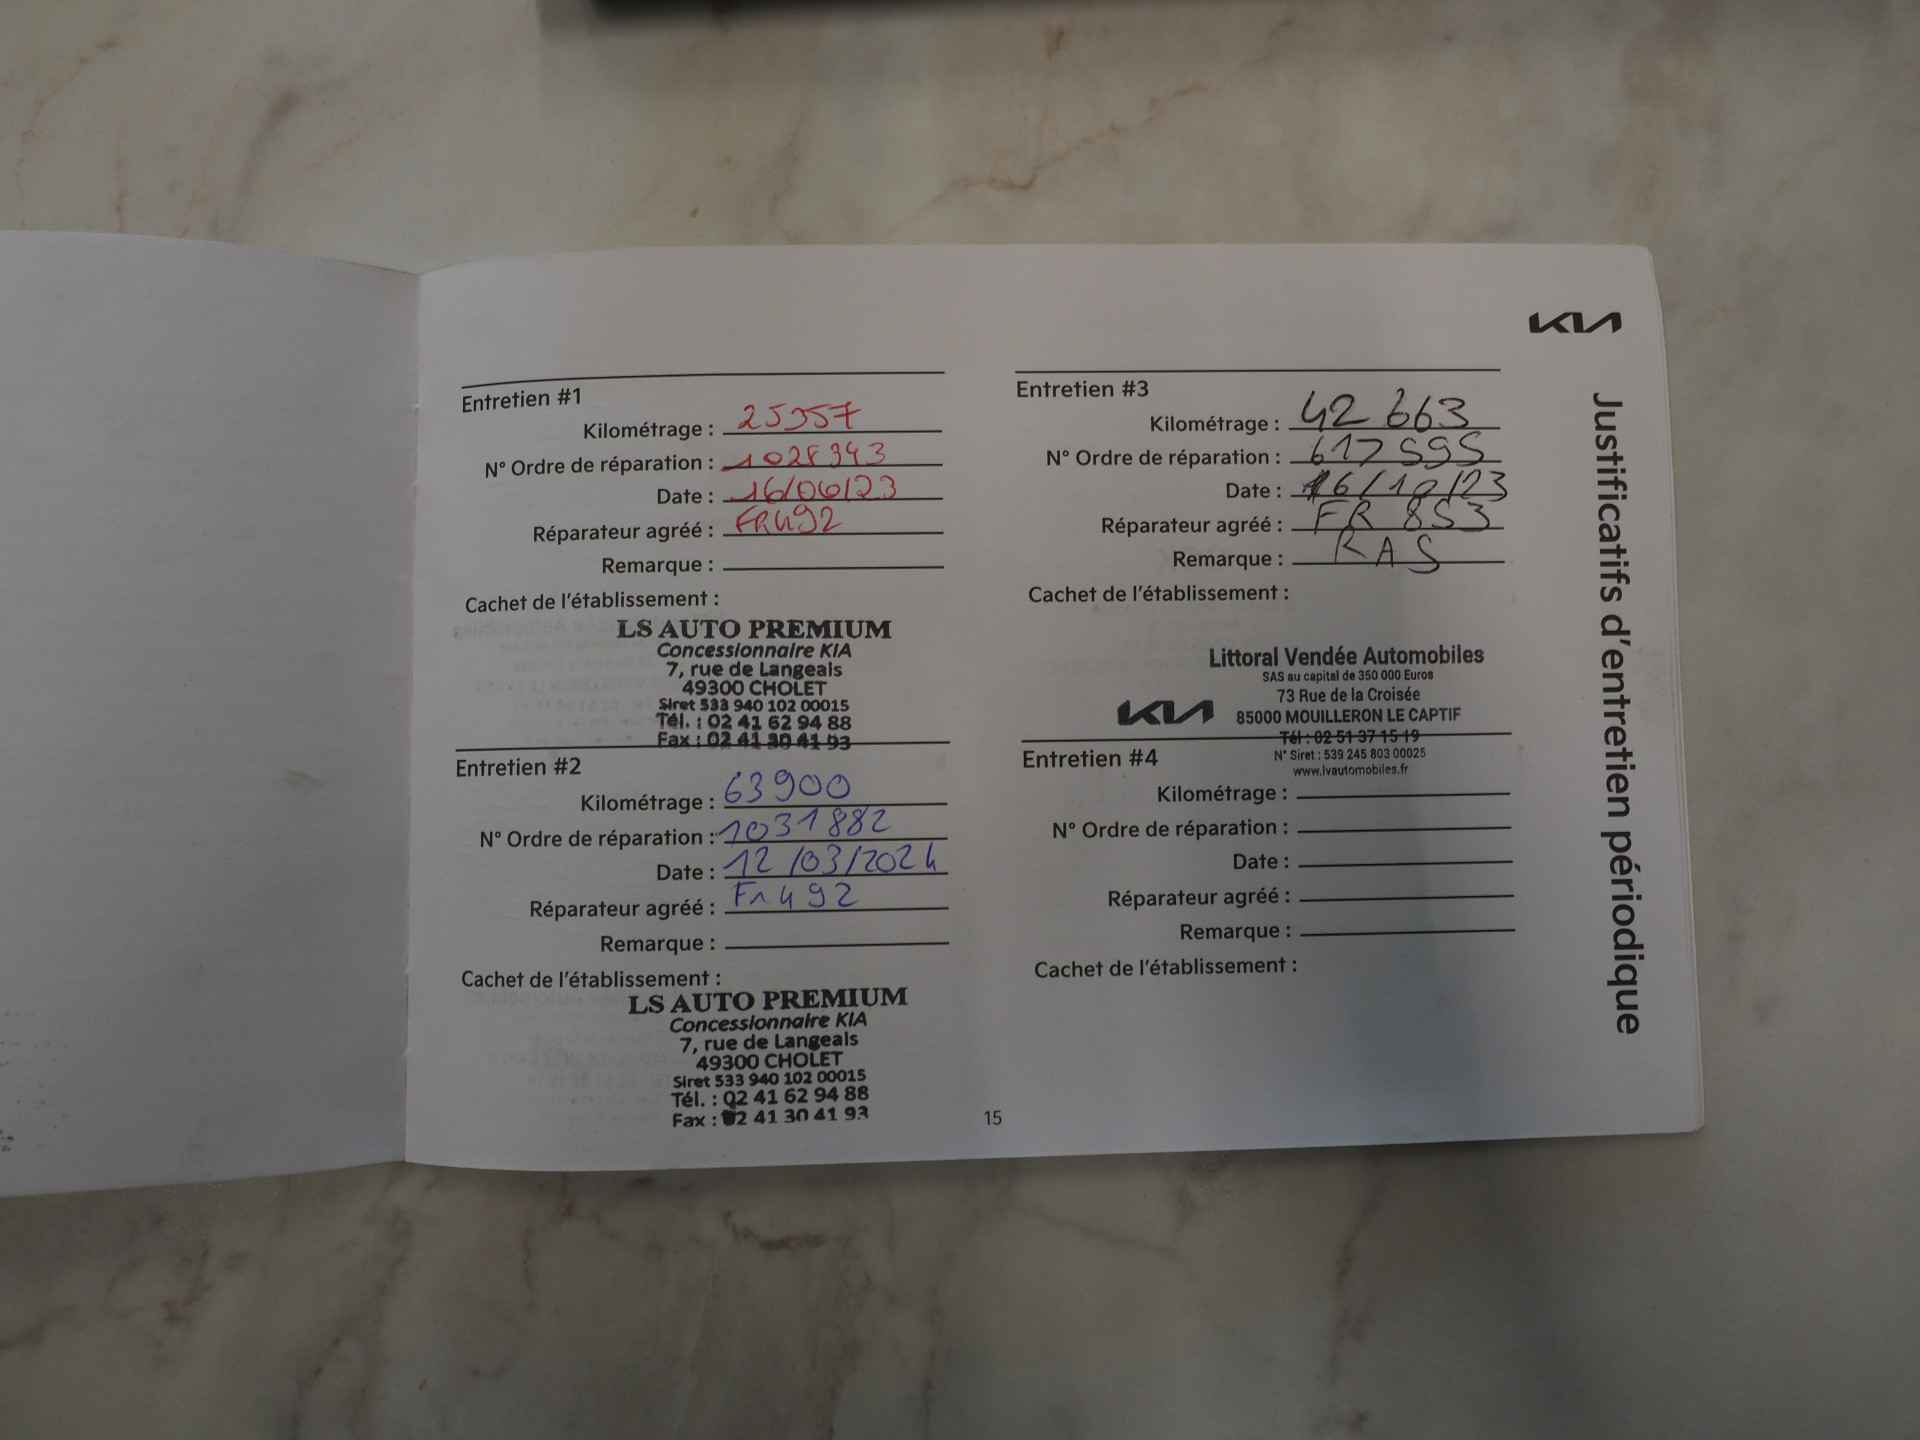 KIA
Justificatifs d'entretien périodique
Entretien #1
Kilométrage : 25957
N° Ordre de réparation : 1028943
Date : 16/06/23
Réparateur agréé : FR492
Remarque :
Cachet de l'établissement :
LS AUTO PREMIUM
Concessionnaire KIA
7, rue de Langeais
49300 CHOLET
Siret 533 940 102 00015
Tél. : 02 41 62 94 88
Fax : 02 41 30 41 93
Entretien #2
Kilométrage : 63900
N° Ordre de réparation : 1031882
Date : 12/03/2024
Réparateur agréé : Fr492
Remarque :
Cachet de l'établissement :
LS AUTO PREMIUM
Concessionnaire KIA
7, rue de Langeais
49300 CHOLET
Siret 533 940 102 00015
Tél. : 02 41 62 94 88
Fax : 02 41 30 41 93
Entretien #3
Kilométrage : 42 663
N° Ordre de réparation : 617595
Date : 16/10/23
Réparateur agréé : FR 853
Remarque : RAS
Cachet de l'établissement :
Littoral Vendée Automobiles
SAS au capital de 350 000 Euros
73 Rue de la Croisée
KIA 85000 MOUILLERON LE CAPTIF
Tél : 02 51 37 15 19
N° Siret : 539 245 803 00025
www.lvautomobiles.fr
Entretien #4
Kilométrage :
N° Ordre de réparation :
Date :
Réparateur agréé :
Remarque :
Cachet de l'établissement :
15